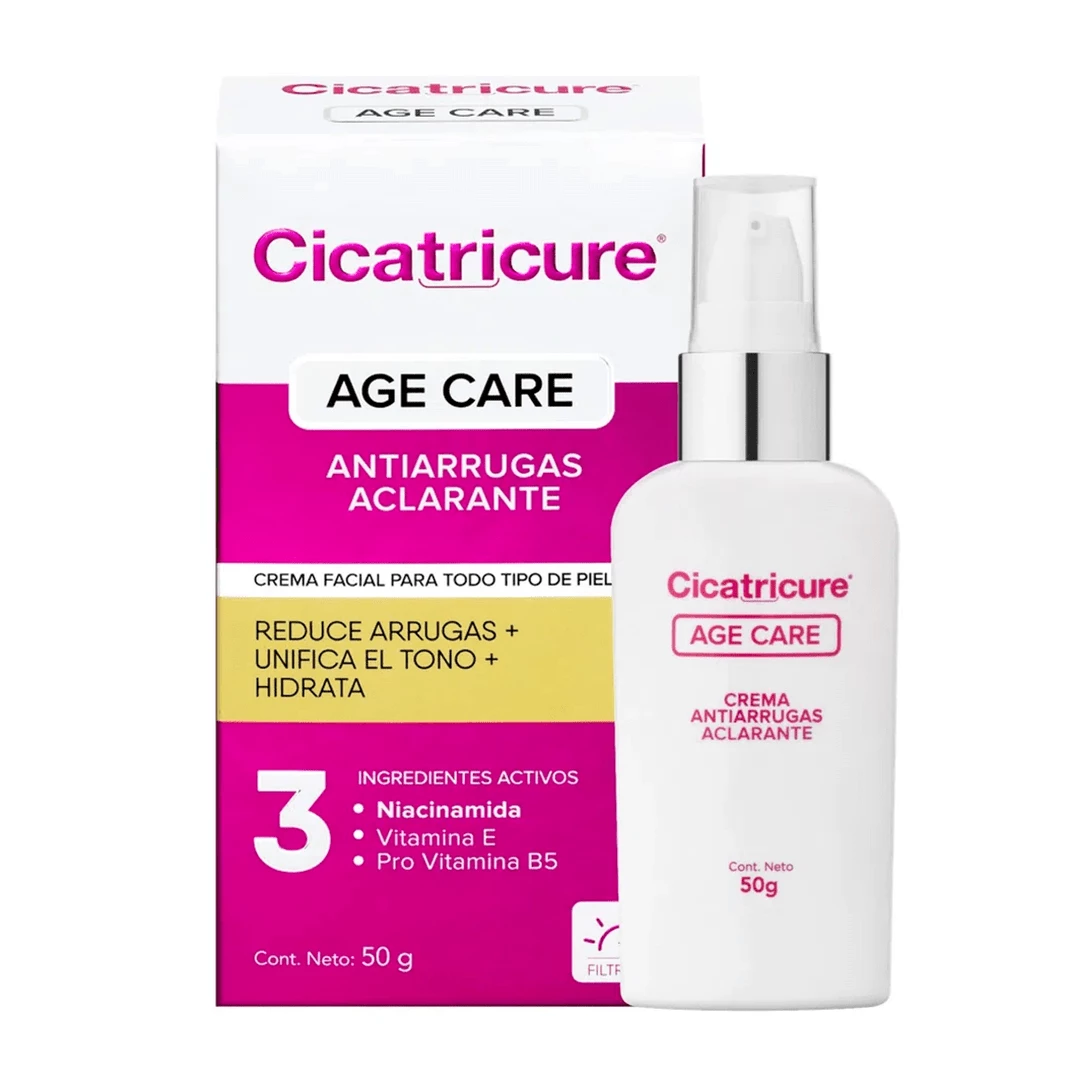 Cicatricure®
AGE CARE
Cicatricure®
AGE CARE
ANTIARRUGAS
ACLARANTE
CREMA FACIAL PARA TODO TIPO DE PIEL
REDUCE ARRUGAS +
UNIFICA EL TONO +
HIDRATA
3
INGREDIENTES ACTIVOS
• Niacinamida
• Vitamina E
• Pro Vitamina B5
Cont. Neto: 50 g
Cicatricure®
AGE CARE
CREMA
ANTIARRUGAS
ACLARANTE
Cont. Neto
50g